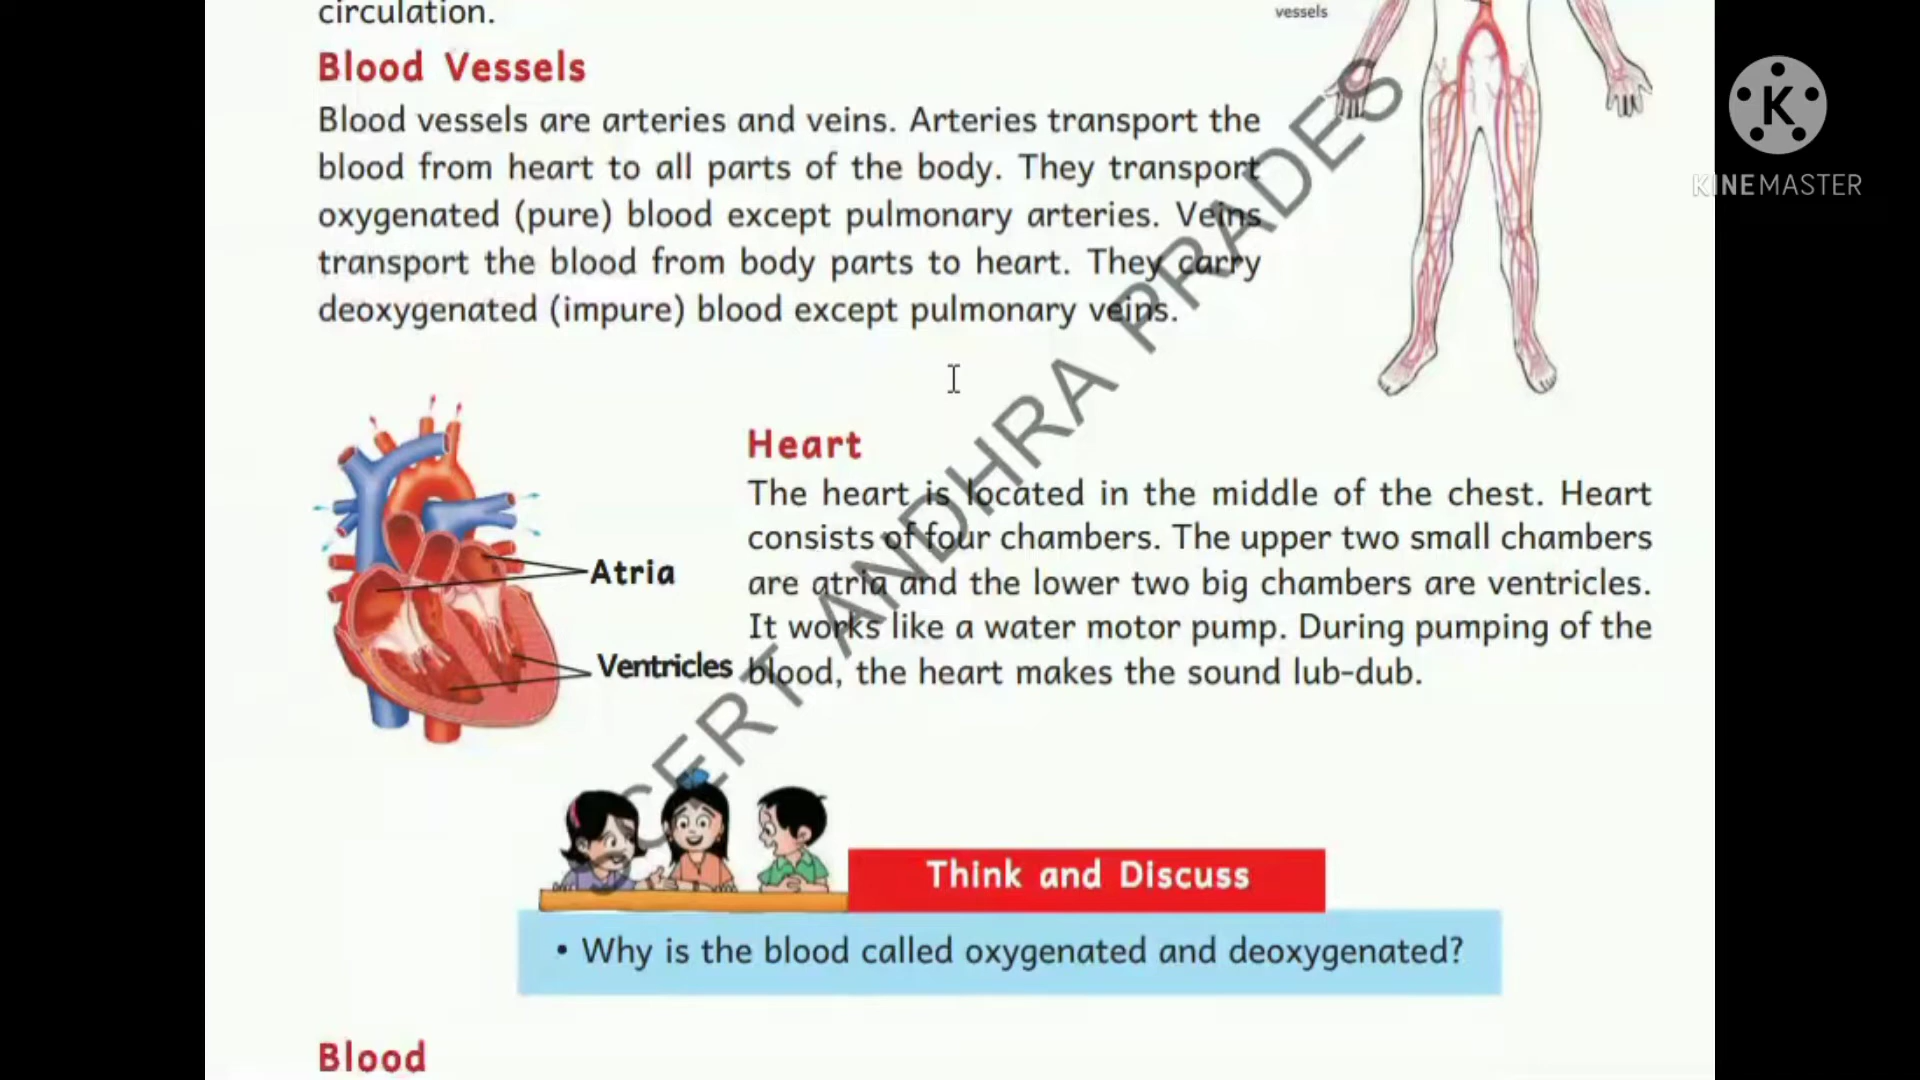 circulation.
vessels
Blood Vessels
Blood vessels are arteries and veins. Arteries transport the
blood from heart to all parts of the body. They transport
oxygenated (pure) blood except pulmonary arteries. Veins
transport the blood from body parts to heart. They carry
deoxygenated (impure) blood except pulmonary veins.
KINEMASTER
Heart
The heart is located in the middle of the chest. Heart
consists of four chambers. The upper two small chambers
are atria and the lower two big chambers are ventricles.
It works like a water motor pump. During pumping of the
blood, the heart makes the sound lub-dub.
Atria
Ventricles
CERT ANDHRA PRADES
Think and Discuss
• Why is the blood called oxygenated and deoxygenated?
Blood